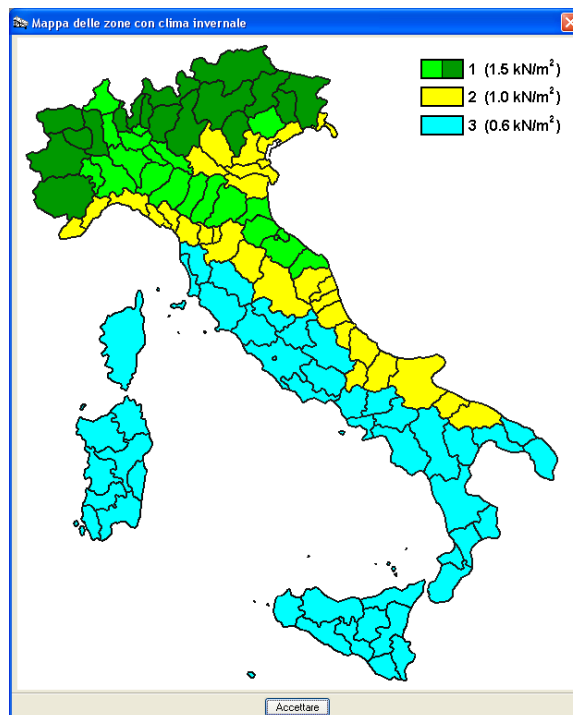 Mappa delle zone con clima invernale
1 (1.5 kN/m²)
2 (1.0 kN/m²)
3 (0.6 kN/m²)
Accettare